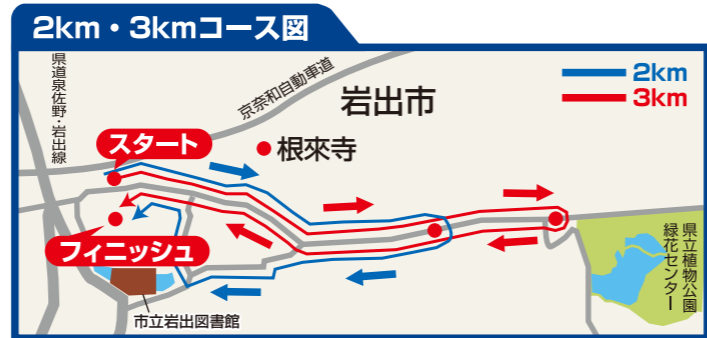 2km・3kmコース図
県道泉佐野・岩出線
京奈和自動車道
岩出市
2km
3km
スタート
根來寺
フィニッシュ
市立岩出図書館
県立植物公園
緑花センター